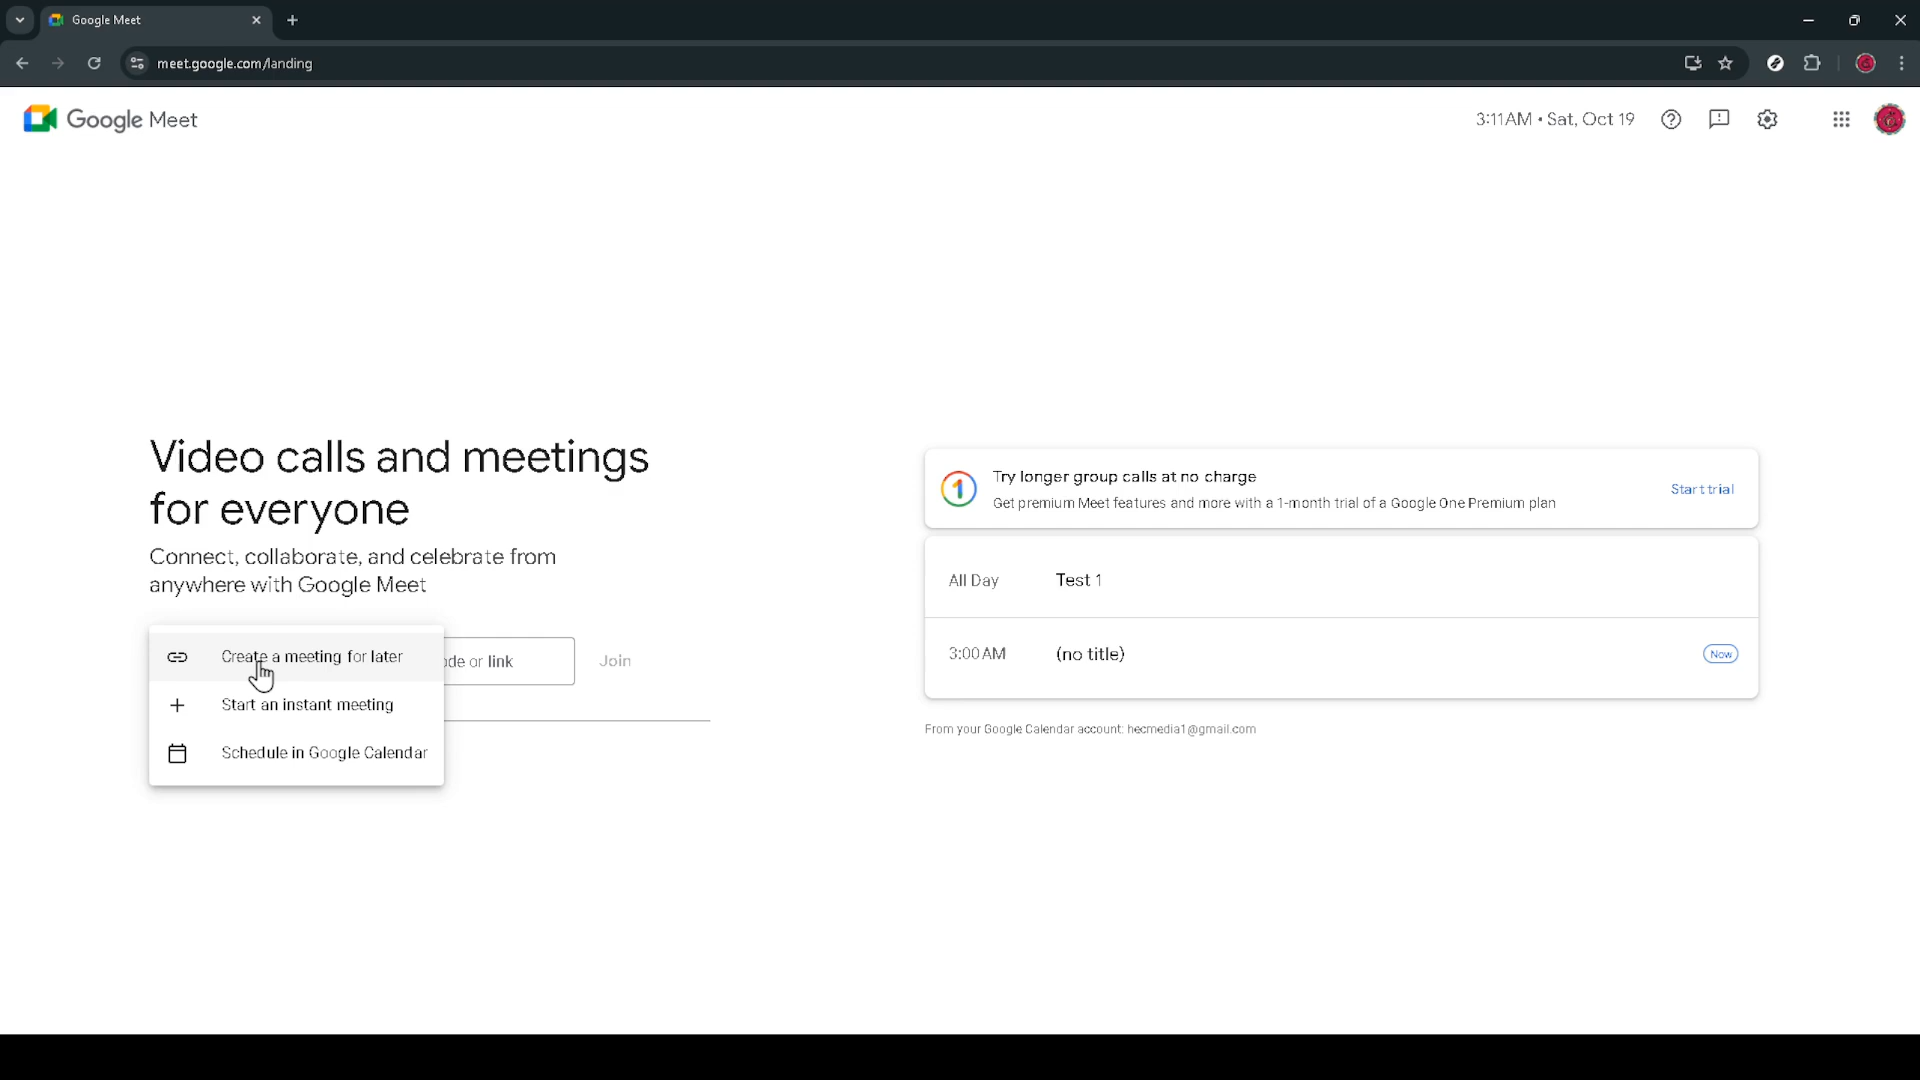 Google Meet
meet.google.com/landing
Google Meet
3:11 AM • Sat, Oct 19
Video calls and meetings
for everyone
Connect, collaborate, and celebrate from
anywhere with Google Meet
Create a meeting for later
or link
Join
Start an instant meeting
Schedule in Google Calendar
Try longer group calls at no charge
Get premium Meet features and more with a 1-month trial of a Google One Premium plan
Start trial
All Day
Test 1
3:00 AM
(no title)
Now
From your Google Calendar account: hecmedia1@gmail.com